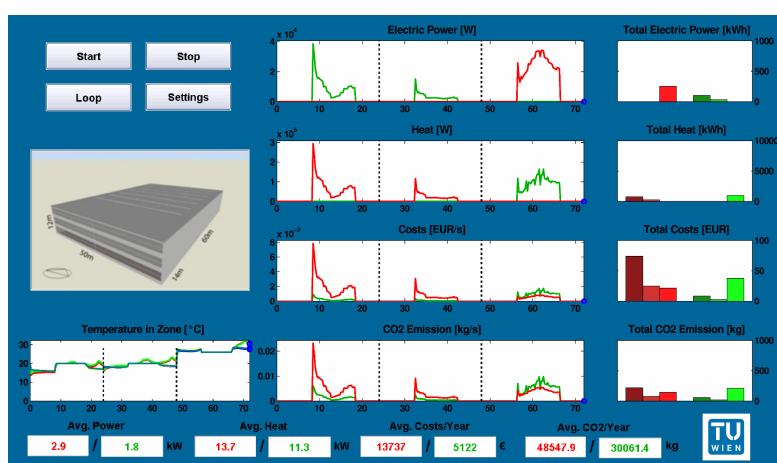 Start
Stop
Loop
Settings
12m
50m
14m
60m
Temperature in Zone [°C]
30
20
10
0
0 10 20 30 40 50 60 70
Electric Power [W]
x 10^4
4
2
0
0 10 20 30 40 50 60 70
Heat [W]
x 10^5
3
2
1
0
0 10 20 30 40 50 60 70
Costs [EUR/s]
x 10^-3
8
6
4
2
0
0 10 20 30 40 50 60 70
CO2 Emission [kg/s]
0.02
0.01
0
0 10 20 30 40 50 60 70
Total Electric Power [kWh]
1000
500
0
Total Heat [kWh]
10000
5000
0
Total Costs [EUR]
100
50
0
Total CO2 Emission [kg]
1000
500
0
Avg. Power
2.9 / 1.8 kW
Avg. Heat
13.7 / 11.3 kW
Avg. Costs/Year
13737 / 5122 €
Avg. CO2/Year
48547.9 / 30061.4 kg
TU
WIEN